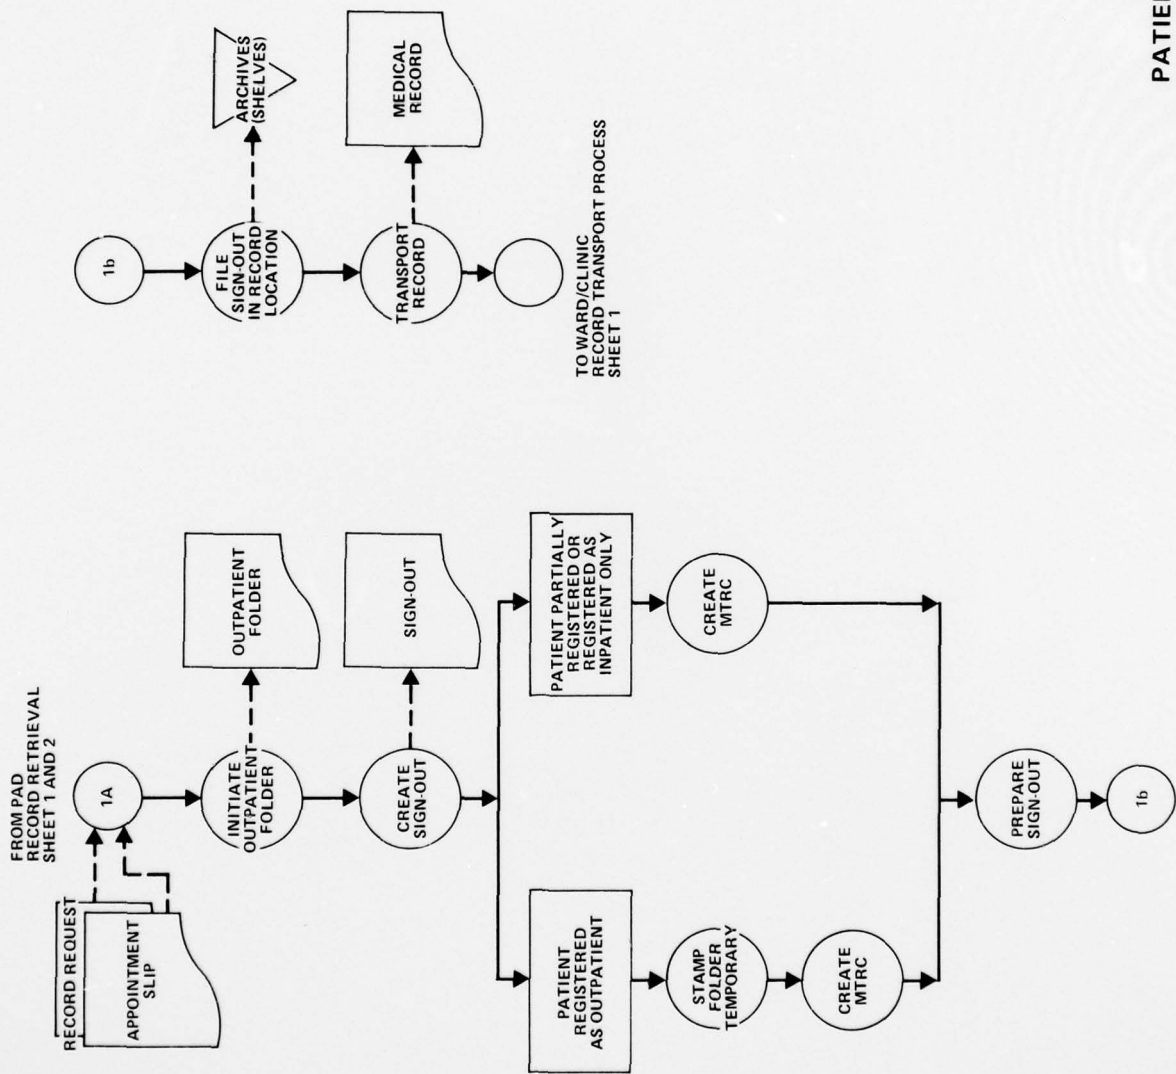 FROM PAD
RECORD RETRIEVAL
SHEET 1 AND 2
RECORD REQUEST
APPOINTMENT
SLIP
1A
INITIATE
OUTPATIENT
FOLDER
OUTPATIENT
FOLDER
CREATE
SIGN-OUT
SIGN-OUT
PATIENT
REGISTERED
AS OUTPATIENT
STAMP
FOLDER
TEMPORARY
CREATE
MTRC
PATIENT PARTIALLY
REGISTERED OR
REGISTERED AS
INPATIENT ONLY
CREATE
MTRC
PREPARE
SIGN-OUT
1b
1b
FILE
SIGN-OUT
IN RECORD
LOCATION
ARCHIVES
(SHELVES)
TRANSPORT
RECORD
MEDICAL
RECORD
TO WARD/CLINIC
RECORD TRANSPORT PROCESS
SHEET 1
PATIE